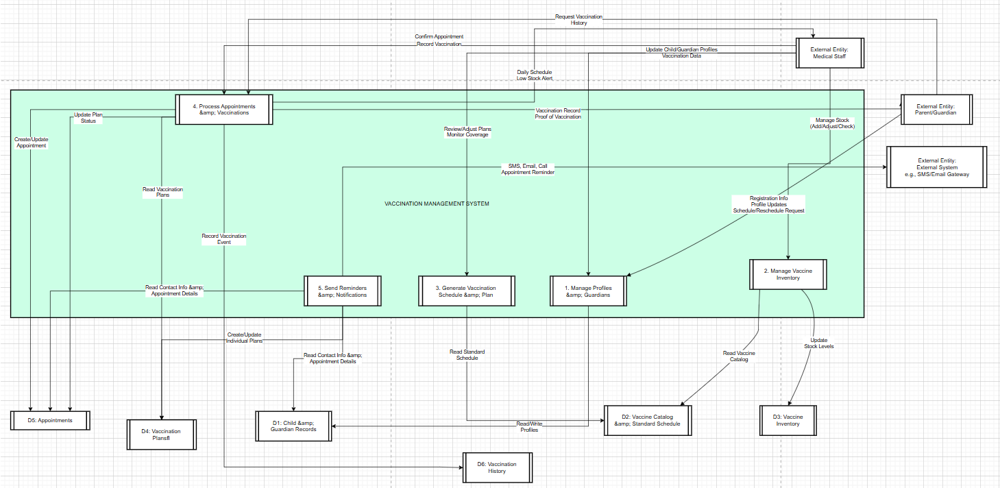 Request Vaccination
History
Confirm Appointment
Record Vaccination
Update Child/Guardian Profiles
Vaccination Data
External Entity:
Medical Staff
Daily Schedule
Low Stock Alert
4. Process Appointments
&amp; Vaccinations
Vaccination Record
Proof of Vaccination
External Entity:
Parent/Guardian
Update Plan
Status
Manage Stock
(Add/Adjust/Check)
Review/Adjust Plans
Monitor Coverage
Create/Update
Appointment
SMS, Email, Call
Appointment Reminder
External Entity:
External System
e.g., SMS/Email Gateway
Read Vaccination
Plans
VACCINATION MANAGEMENT SYSTEM
Registration Info
Profile Updates
Schedule/Reschedule Request
Record Vaccination
Event
2. Manage Vaccine
Inventory
Read Contact Info &amp;
Appointment Details
5. Send Reminders
&amp; Notifications
3. Generate Vaccination
Schedule &amp; Plan
1. Manage Profiles
&amp; Guardians
Create/Update
Individual Plans
Read Contact Info &amp;
Appointment Details
Read Standard
Schedule
Read Vaccine
Catalog
Update
Stock Levels
D5: Appointments
D4: Vaccination
Plansfl
D1: Child &amp;
Guardian Records
Read/Write
Profiles
D2: Vaccine Catalog
&amp; Standard Schedule
D3: Vaccine
Inventory
D6: Vaccination
History